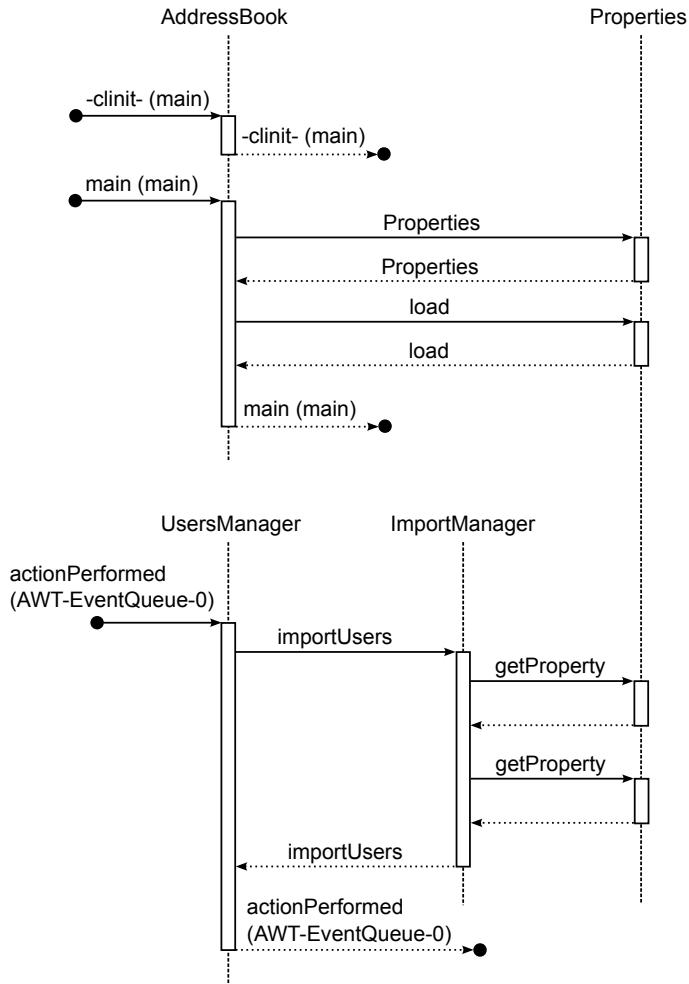 AddressBook
Properties
-clinit- (main)
-clinit- (main)
main (main)
Properties
Properties
load
load
main (main)
UsersManager
ImportManager
actionPerformed
(AWT-EventQueue-0)
importUsers
getProperty
getProperty
importUsers
actionPerformed
(AWT-EventQueue-0)